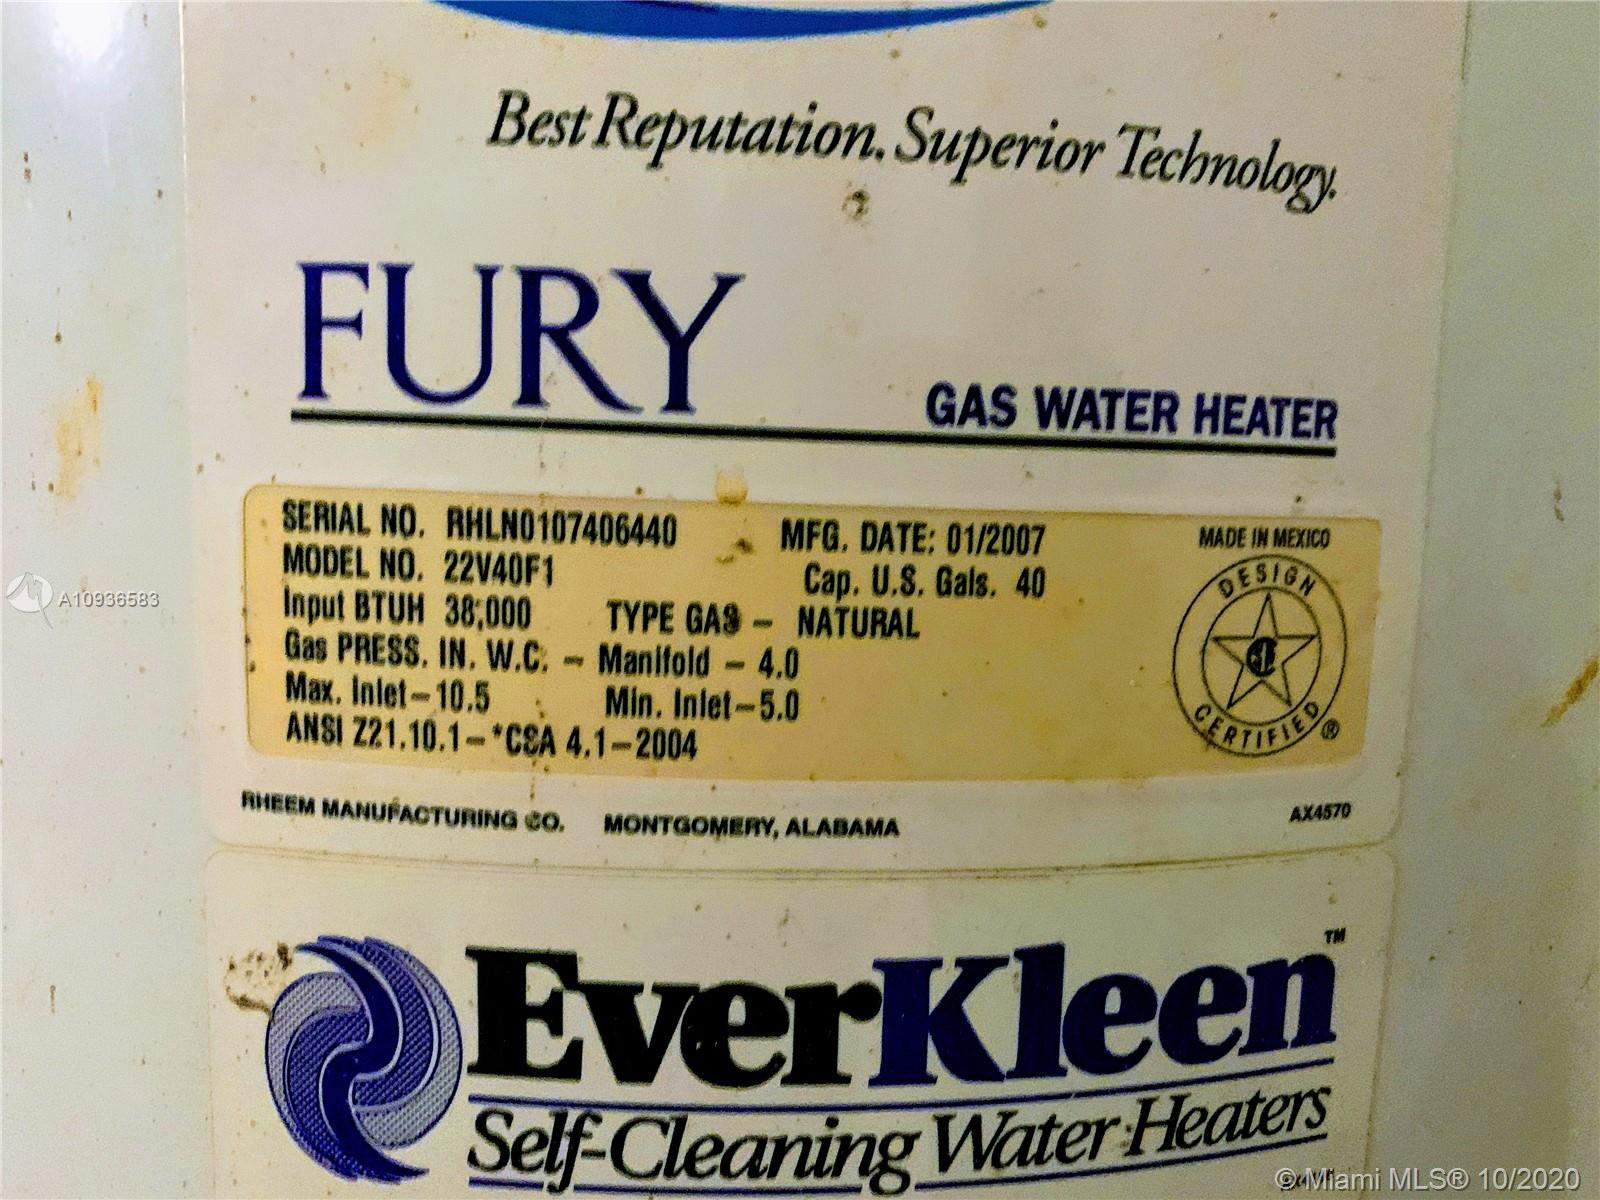 Best Reputation. Superior Technology.
FURY
GAS WATER HEATER
SERIAL NO. RHLN0107406440 MFG. DATE: 01/2007
MODEL NO. 22V40F1 Cap. U.S. Gals. 40
Input BTUH 38,000 TYPE GAS – NATURAL
Gas PRESS. IN. W.C. – Manifold – 4.0
Max. Inlet–10.5 Min. Inlet–5.0
ANSI Z21.10.1–*CSA 4.1–2004
MADE IN MEXICO
DESIGN
CERTIFIED ®
RHEEM MANUFACTURING CO. MONTGOMERY, ALABAMA AX4570
EverKleen™
Self-Cleaning Water Heaters
A10936583
© Miami MLS® 10/2020